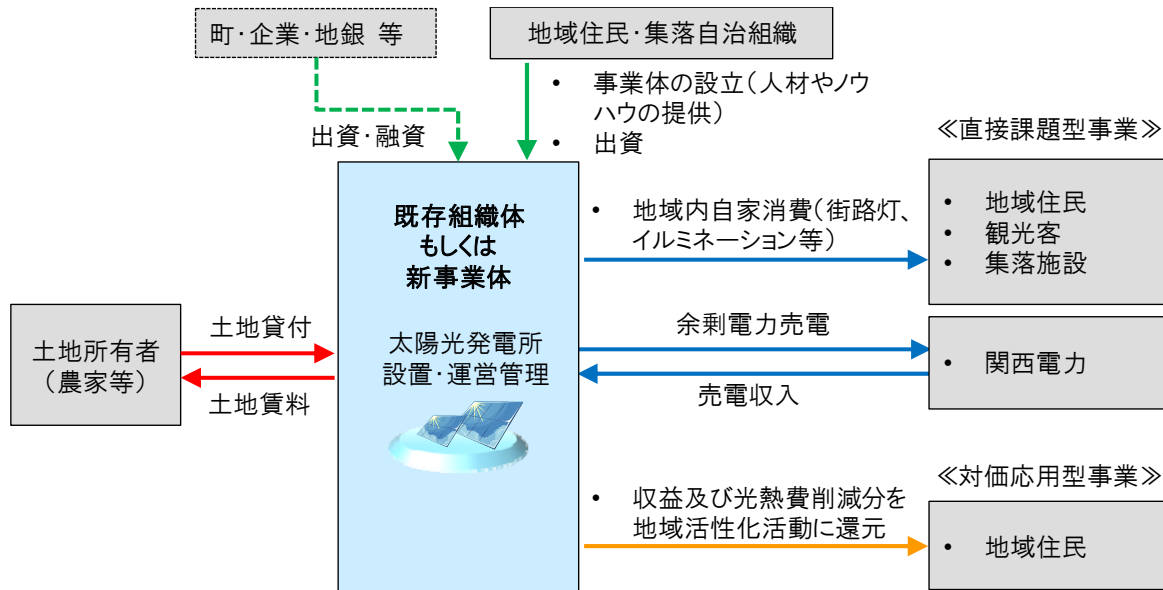 町・企業・地銀 等
地域住民・集落自治組織
出資・融資
• 事業体の設立(人材やノウ
ハウの提供)
• 出資
≪直接課題型事業≫
既存組織体
もしくは
新事業体
太陽光発電所
設置・運営管理
土地所有者
(農家等)
土地貸付
土地賃料
• 地域内自家消費(街路灯、
イルミネーション等)
• 地域住民
• 観光客
• 集落施設
余剰電力売電
売電収入
• 関西電力
≪対価応用型事業≫
• 収益及び光熱費削減分を
地域活性化活動に還元
• 地域住民